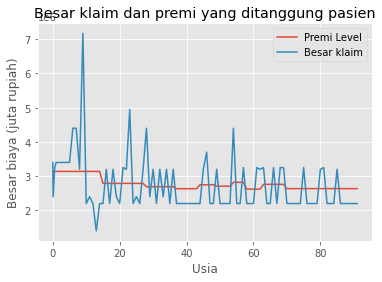 Besar klaim dan premi yang ditanggung pasien
1e6
Premi Level
Besar klaim
7
6
5
4
3
2
Besar biaya (juta rupiah)
0
20
40
60
80
Usia